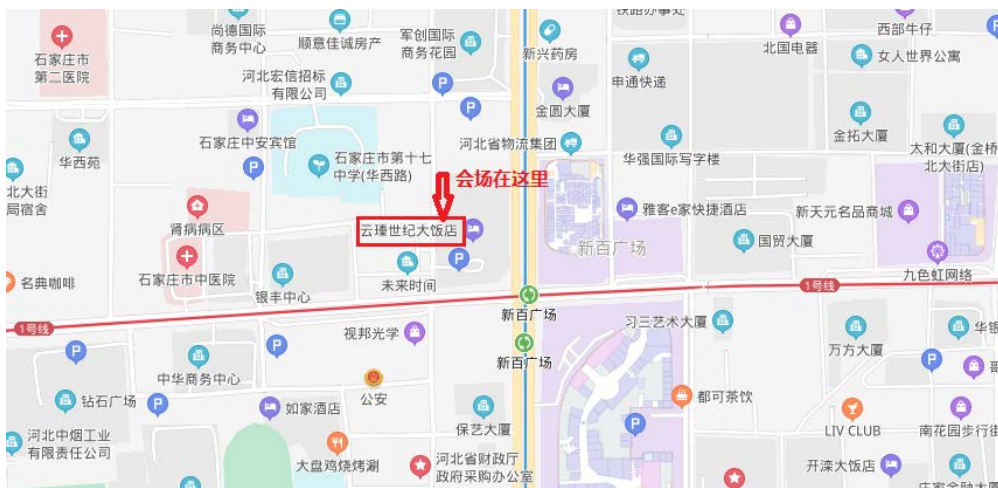 铁路办事处
尚德国际
商务中心
顺意佳诚房产
军创国际
商务花园
新兴药房
北国电器
西部牛仔
女人世界公寓
石家庄市
第二医院
河北宏信招标
有限公司
P
P
申通快递
金圆大厦
石家庄中安宾馆
河北省物流集团
金拓大厦
太和大厦(金桥
北大街店)
华西苑
P
石家庄市第十七
中学(华西路)
华强国际写字楼
会场在这里
北大街
局宿舍
肾病病区
云瑧世纪大饭店
雅客e家快捷酒店
新天元名品商城
新百广场
国贸大厦
石家庄市中医院
名典咖啡
银丰中心
未来时间
P
九色虹网络
1号线
新百广场
1号线
视邦光学
习三艺术大厦
万方大厦
华银
P
P
新百广场
P
中华商务中心
公安
都可茶饮
钻石广场
P
如家酒店
保艺大厦
P
LIV CLUB
南花园步行街
河北中烟工业
有限责任公司
大盘鸡烧烤涮
河北省财政厅
政府采购办公室
开滦大饭店